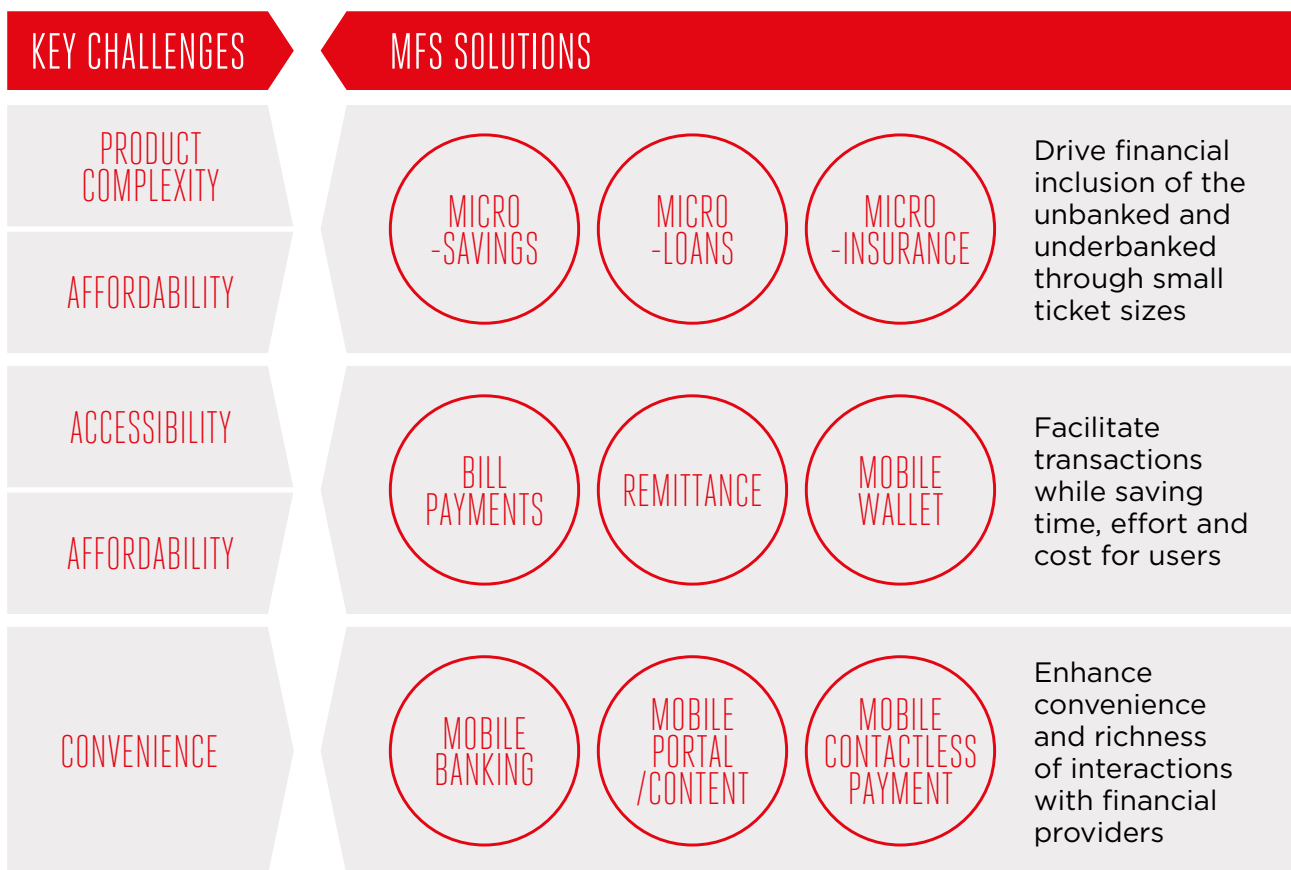 KEY CHALLENGES
MFS SOLUTIONS
PRODUCT
COMPLEXITY
AFFORDABILITY
MICRO
-SAVINGS
MICRO
-LOANS
MICRO
-INSURANCE
Drive financial
inclusion of the
unbanked and
underbanked
through small
ticket sizes
ACCESSIBILITY
AFFORDABILITY
BILL
PAYMENTS
REMITTANCE
MOBILE
WALLET
Facilitate
transactions
while saving
time, effort and
cost for users
CONVENIENCE
MOBILE
BANKING
MOBILE
PORTAL
/CONTENT
MOBILE
CONTACTLESS
PAYMENT
Enhance
convenience
and richness
of interactions
with financial
providers